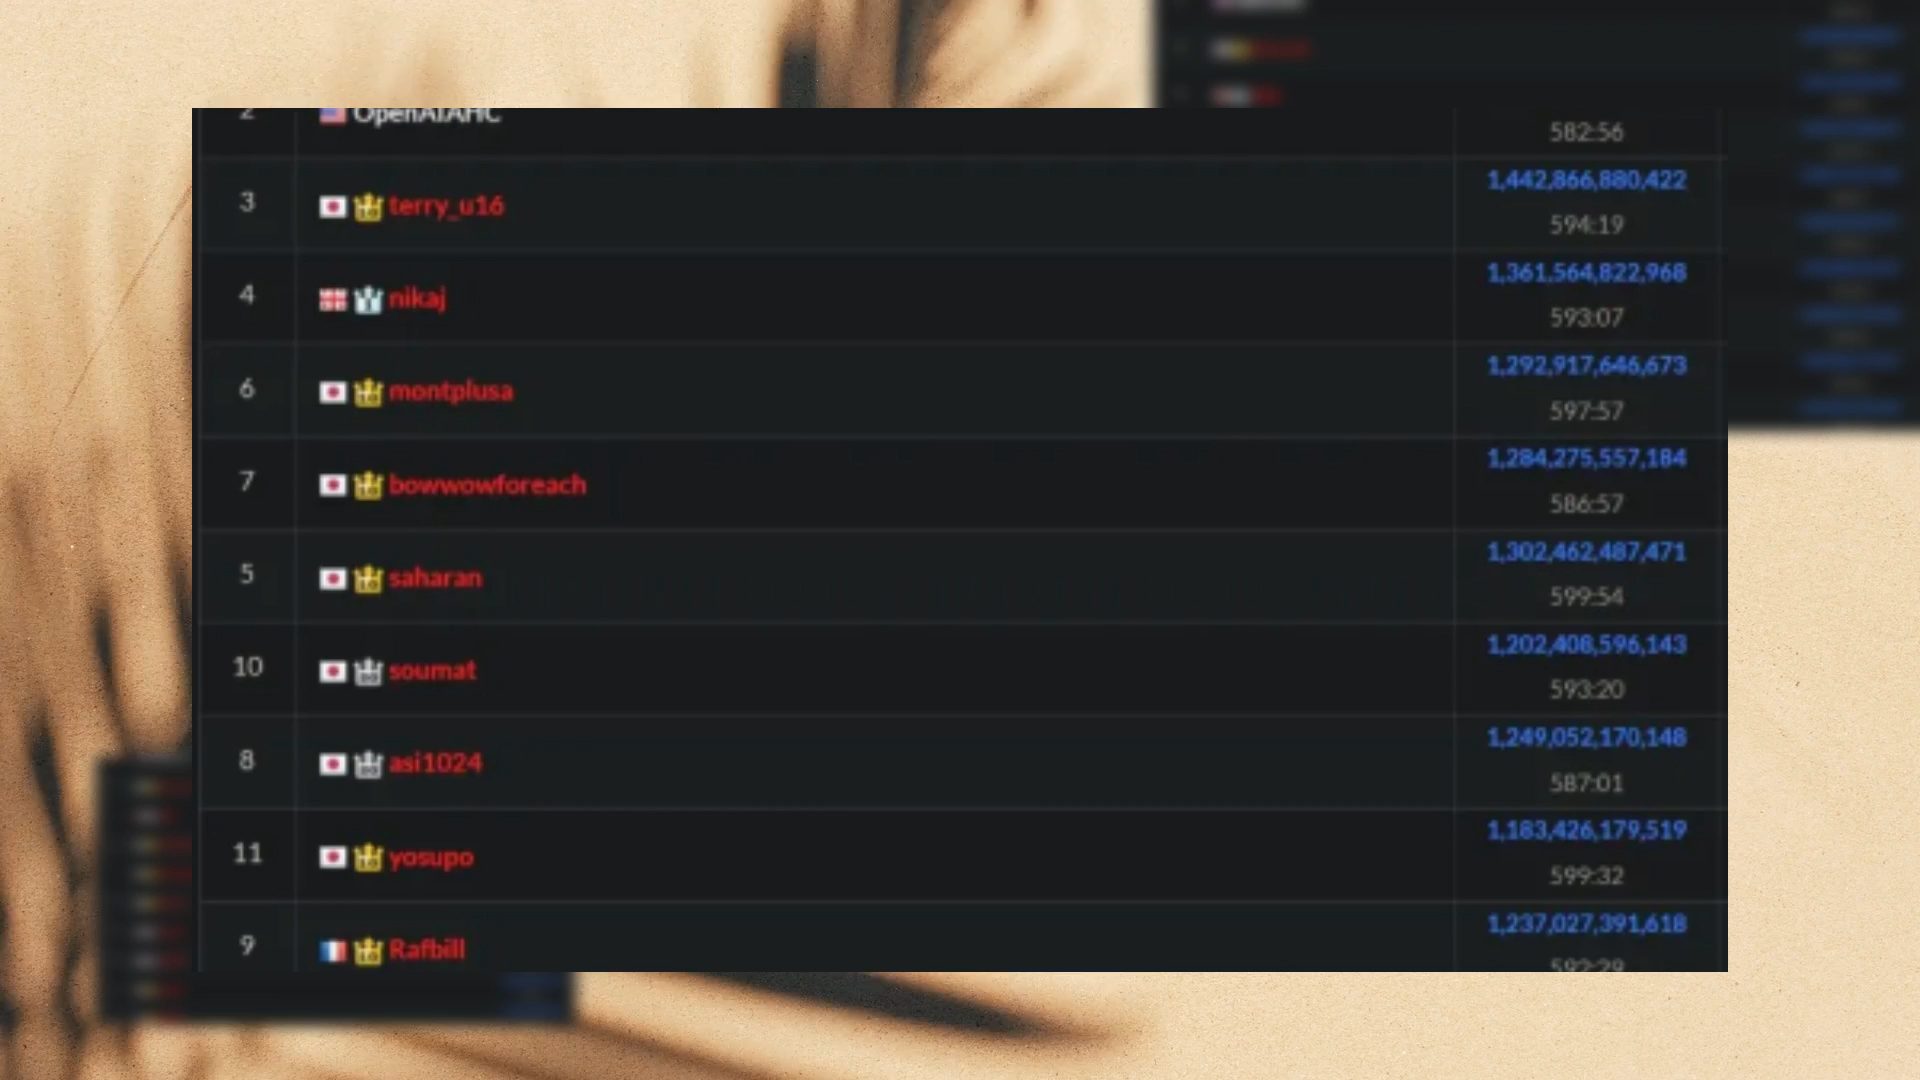 2 OpenAIAHC
582:56
3 terry_u16 1,442,866,880,422
594:19
4 nikaj 1,361,564,822,968
593:07
6 montplusa 1,292,917,646,673
597:57
7 bowwowforeach 1,284,275,557,184
586:57
5 saharan 1,302,462,487,471
599:54
10 soumat 1,202,408,596,143
593:20
8 asi1024 1,249,052,170,148
587:01
11 yosupo 1,183,426,179,519
599:32
9 Rafbill 1,237,027,391,618
592:29